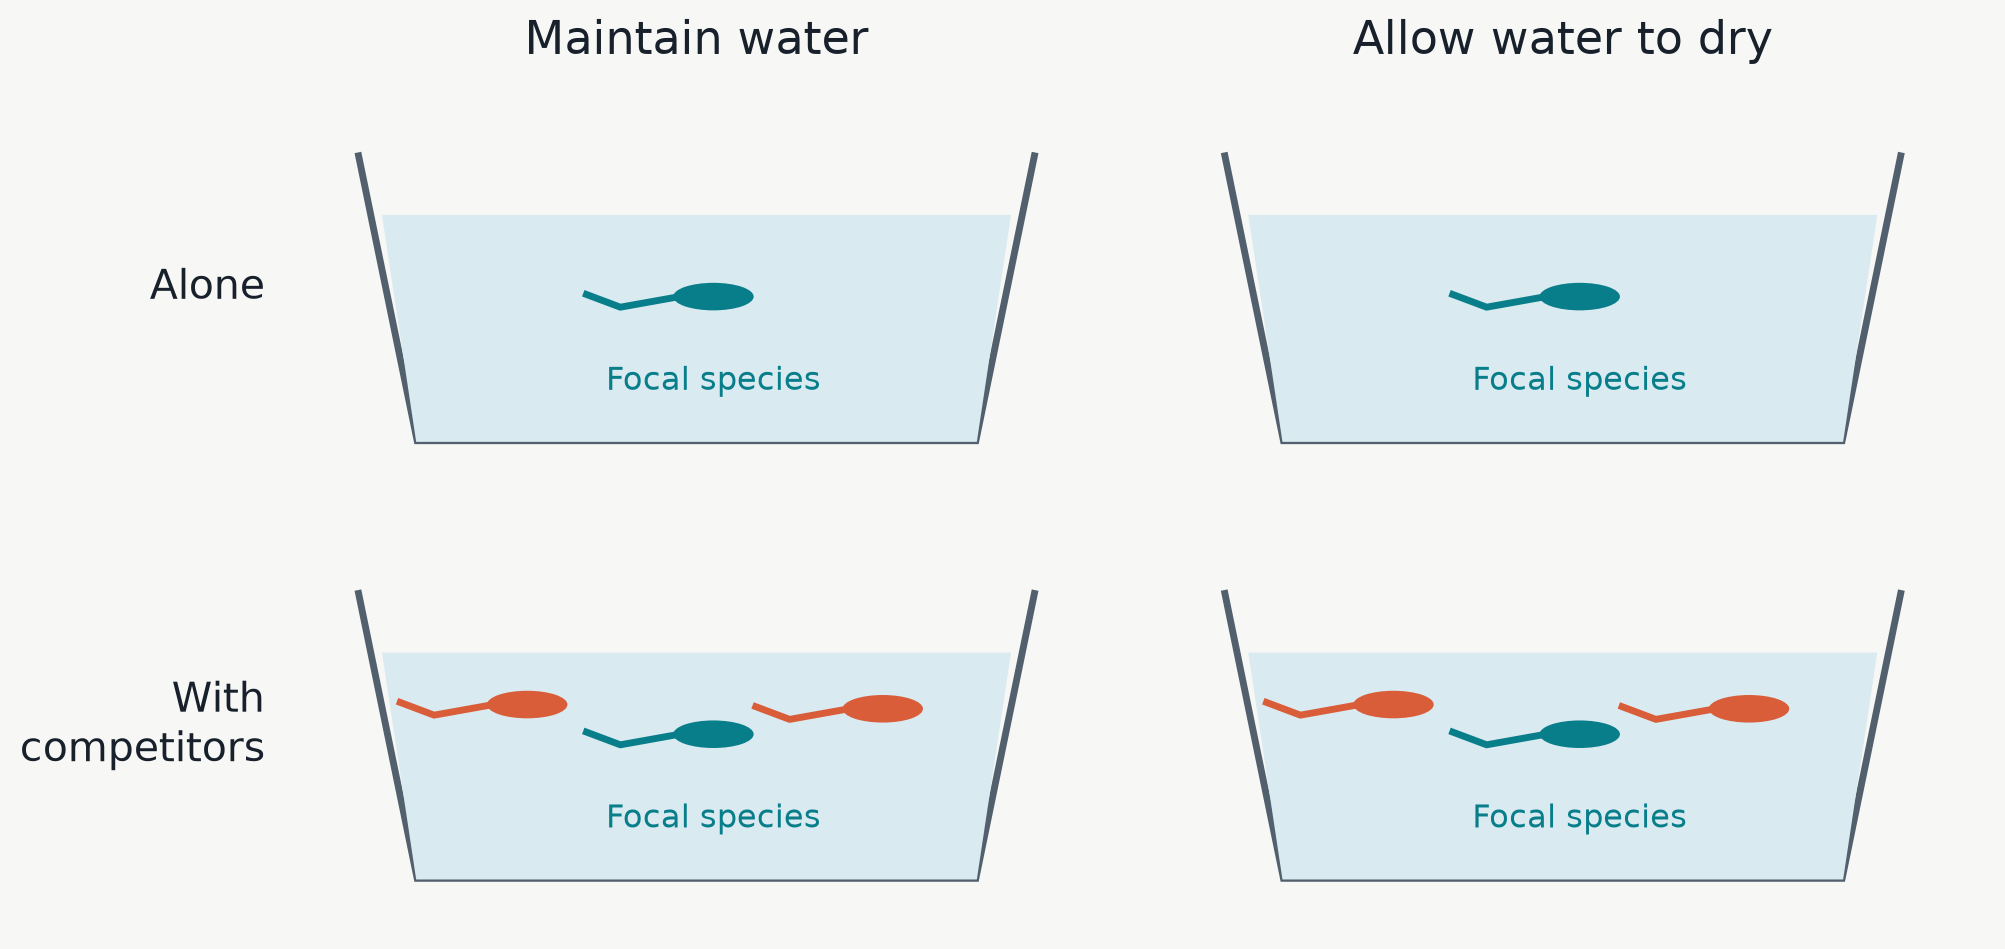 Maintain water
Allow water to dry
Alone
Focal species
Focal species
With
competitors
Focal species
Focal species